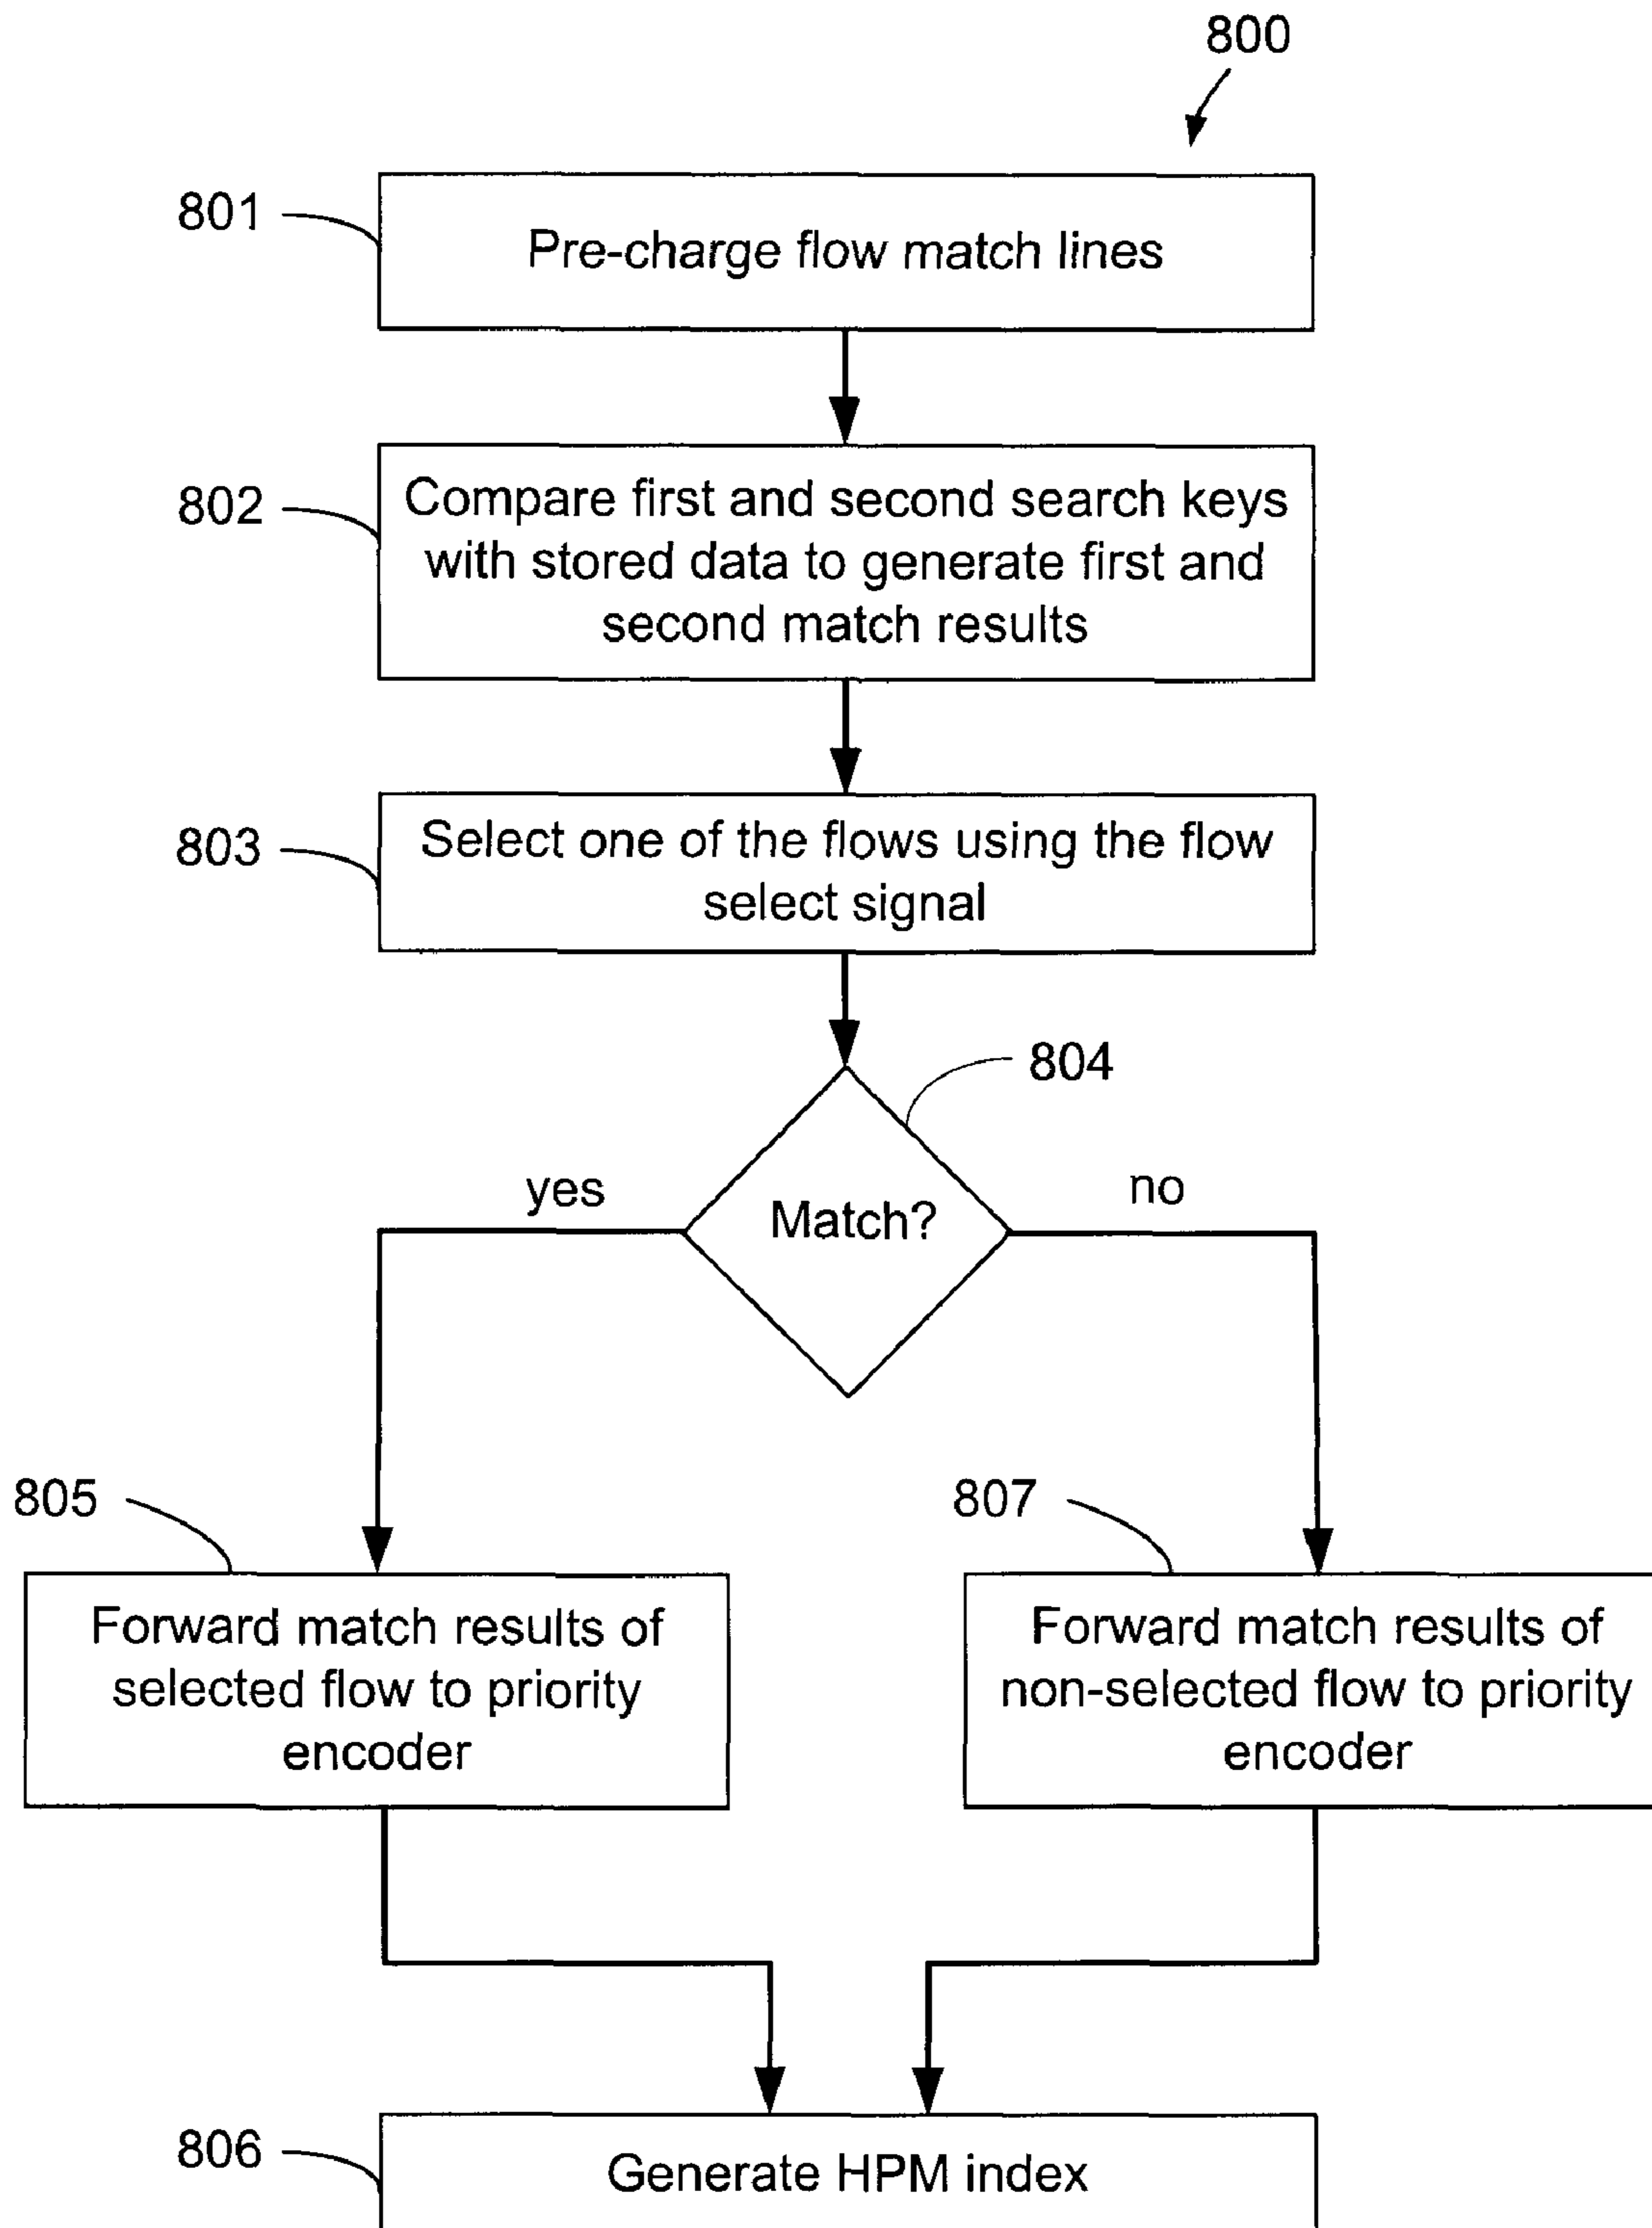 800
801
Pre-charge flow match lines
802
Compare first and second search keys
with stored data to generate first and
second match results
803
Select one of the flows using the flow
select signal
804
Match?
yes
no
805
Forward match results of
selected flow to priority
encoder
807
Forward match results of
non-selected flow to priority
encoder
806
Generate HPM index